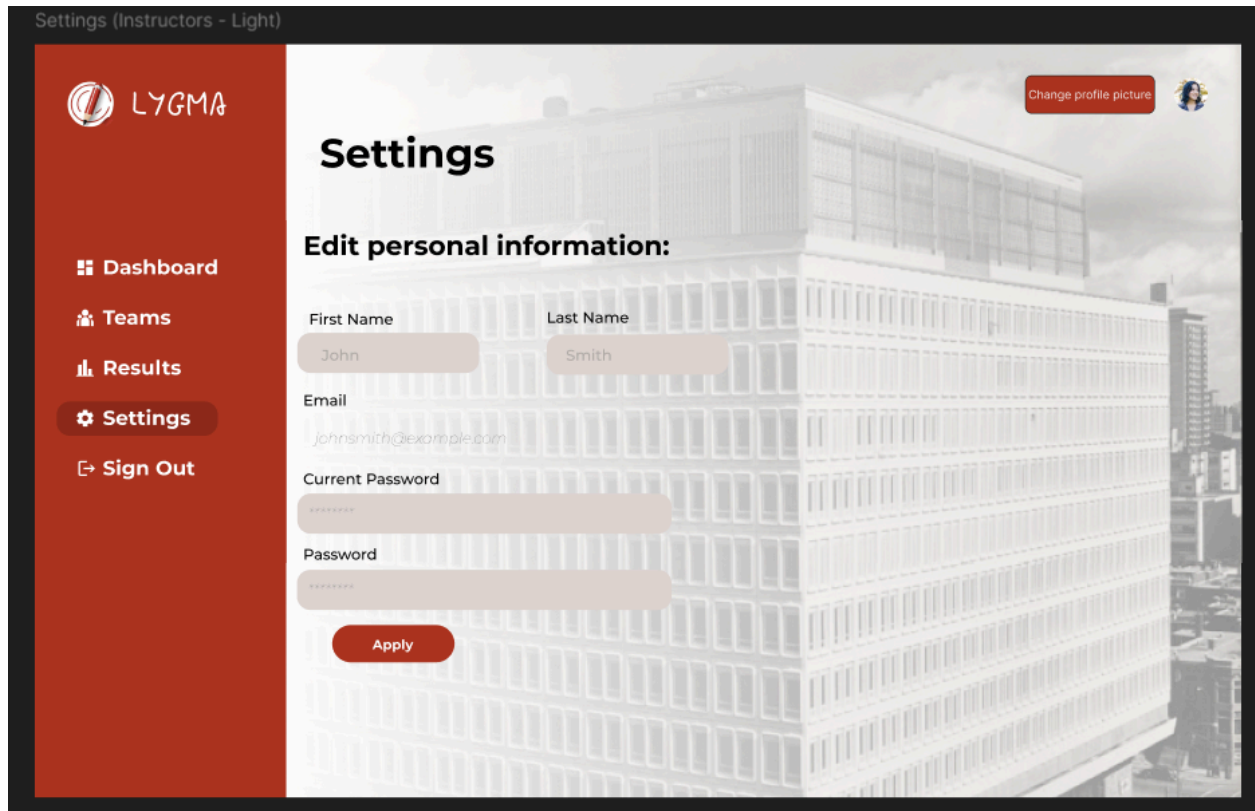 Settings (Instructors - Light)
LYGMA
Change profile picture
Settings
Edit personal information:
Dashboard
Teams
Results
Settings
Sign Out
First Name
Last Name
John
Smith
Email
johnsmith@example.com
Current Password
********
Password
********
Apply